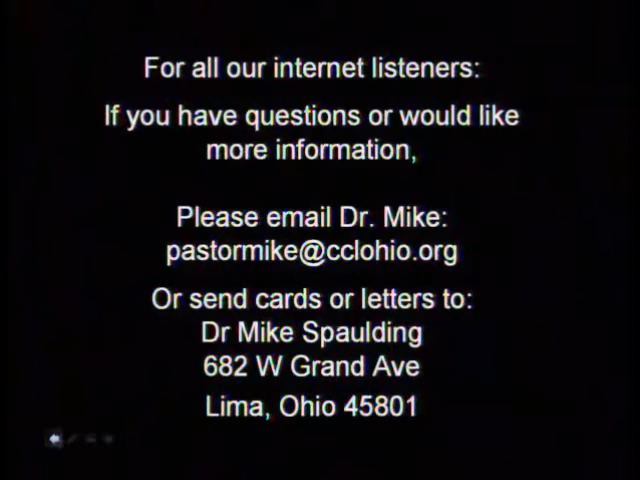 For all our internet listeners:
If you have questions or would like
more information,
Please email Dr. Mike:
pastormike@cclohio.org
Or send cards or letters to:
Dr Mike Spaulding
682 W Grand Ave
Lima, Ohio 45801